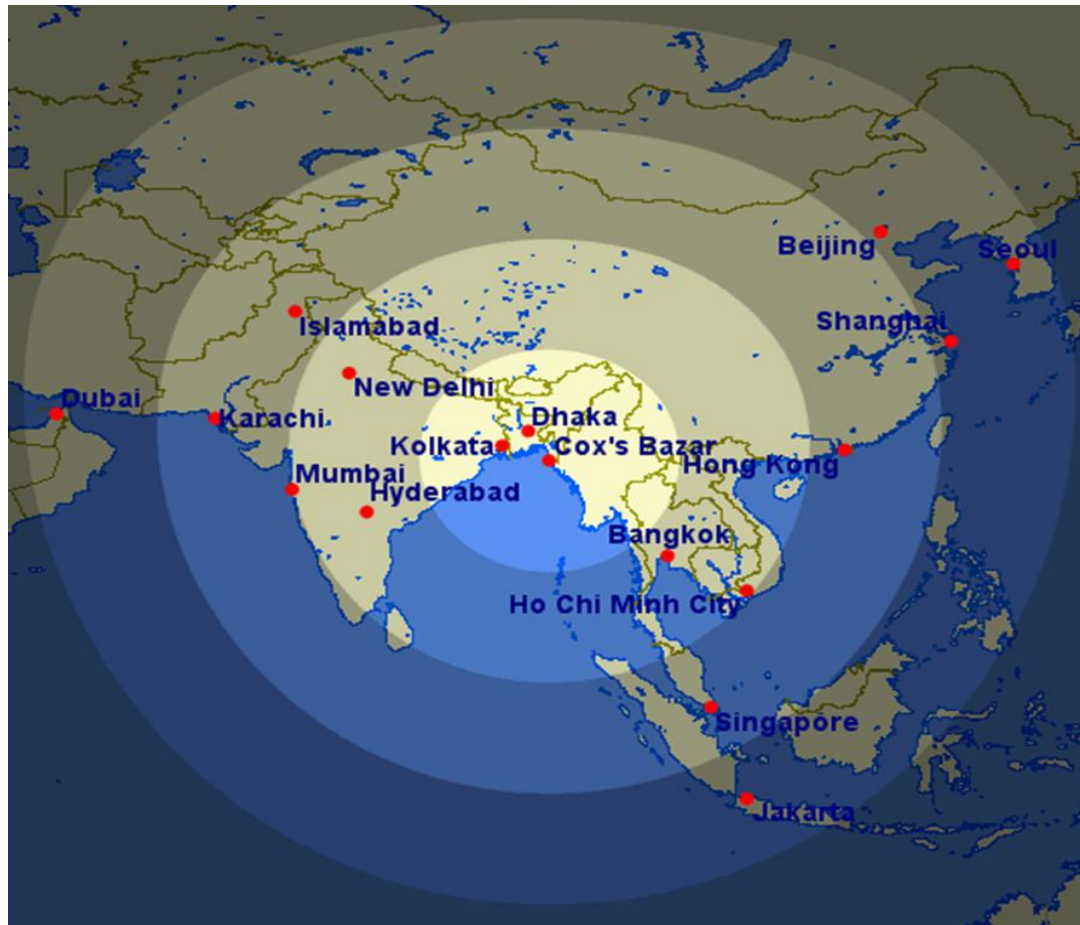 Beijing
Seoul
Shanghai
Islamabad
New Delhi
Dubai
Karachi
Dhaka
Kolkata
Cox's Bazar
Hong Kong
Mumbai
Hyderabad
Bangkok
Ho Chi Minh City
Singapore
Jakarta